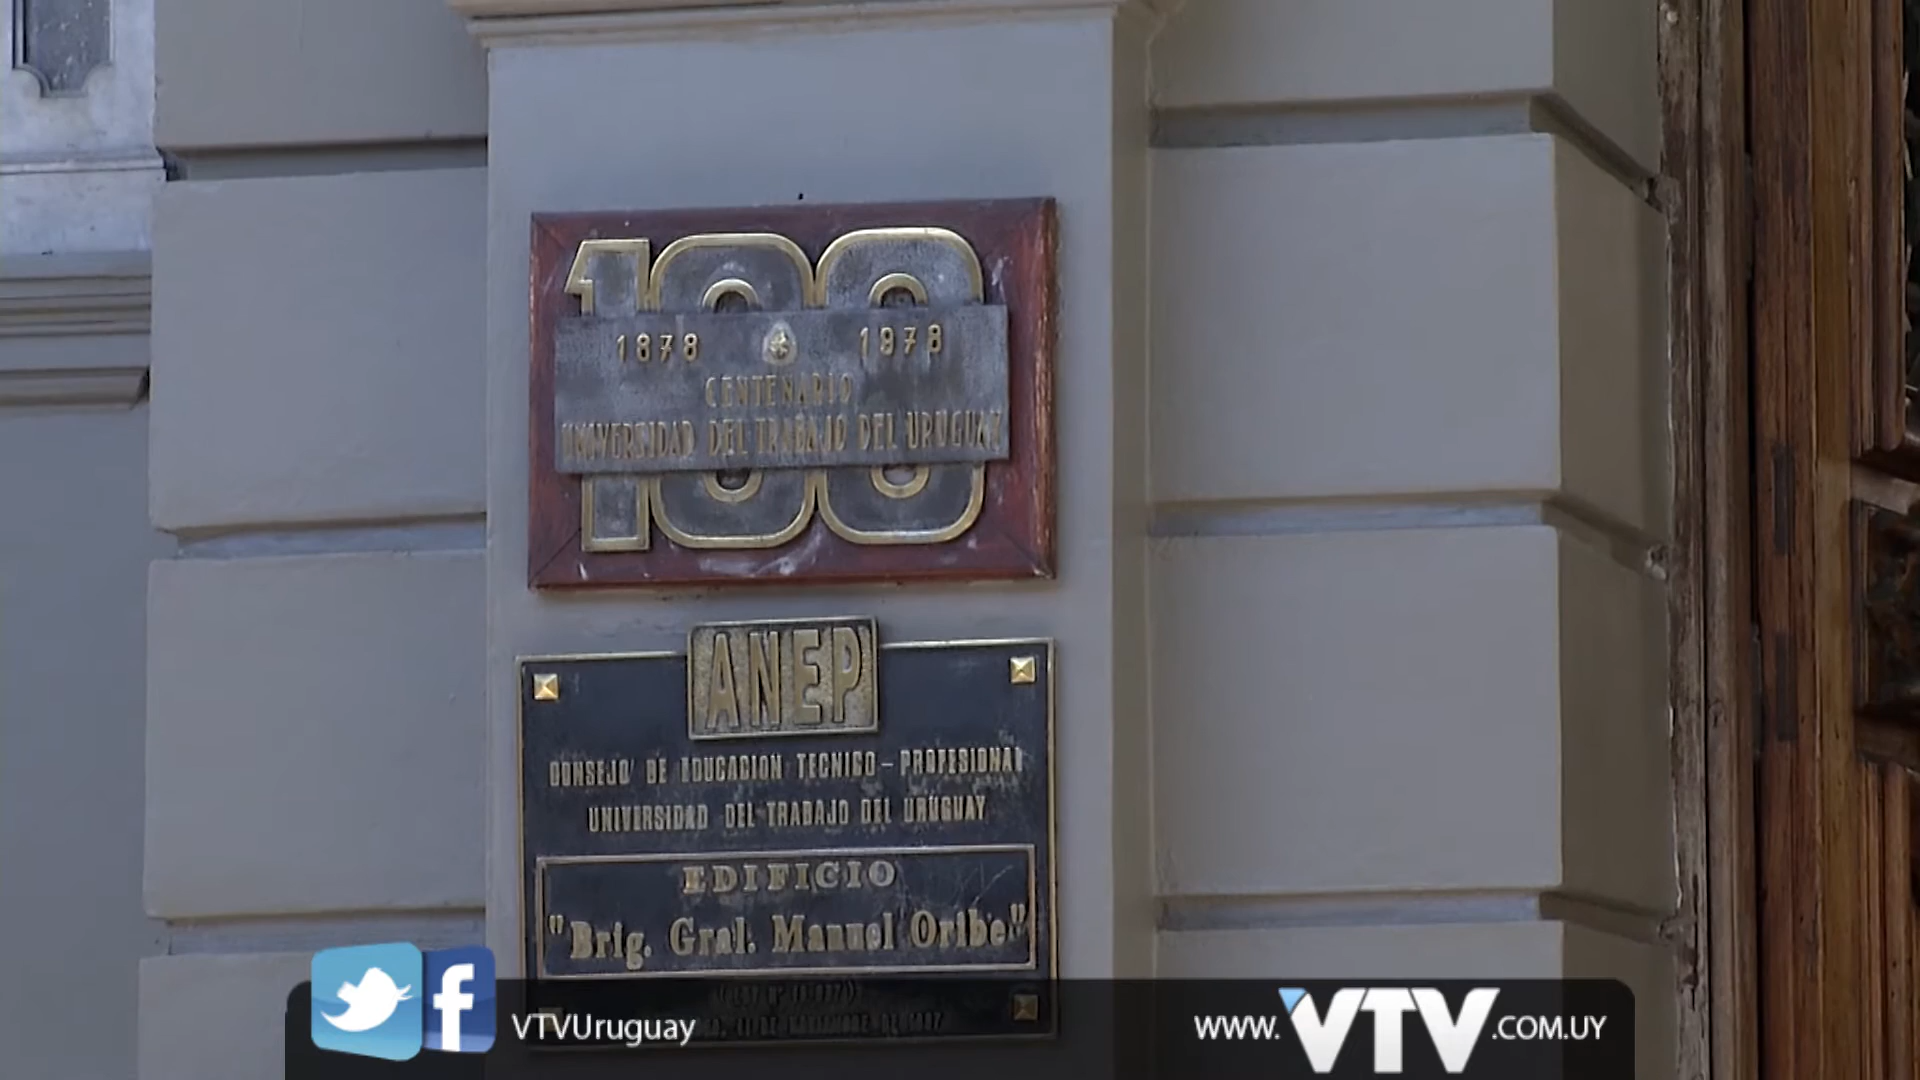 100
1878 1978
CENTENARIO
UNIVERSIDAD DEL TRABAJO DEL URUGUAY
ANEP
CONSEJO DE EDUCACION TECNICO - PROFESIONAL
UNIVERSIDAD DEL TRABAJO DEL URUGUAY
EDIFICIO
"Brig. Gral. Manuel Oribe"
DE
VTVUruguay
www.VTV.COM.UY